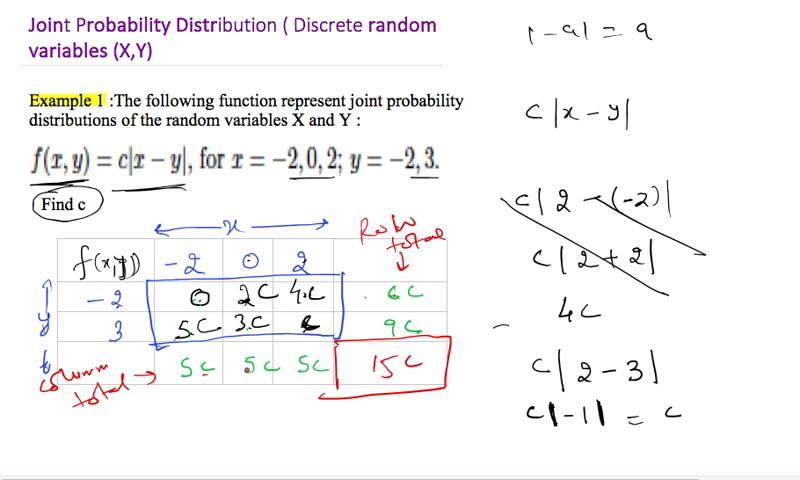 Joint Probability Distribution ( Discrete random
variables (X,Y)
Example 1 :The following function represent joint probability
distributions of the random variables X and Y :
f(x,y) = c|x − y|, for x = −2,0,2; y = −2,3.
Find c
x
Row total
f(x,y) -2 0 2
-2 0 2C 4C 6C
y 3 5C 3C C 9C
column total → 5C 5C 5C 15C
|-a| = a
c|x - y|
c|2 - (-2)|
c|2 + 2|
4C
c|2 - 3|
c|-1| = c